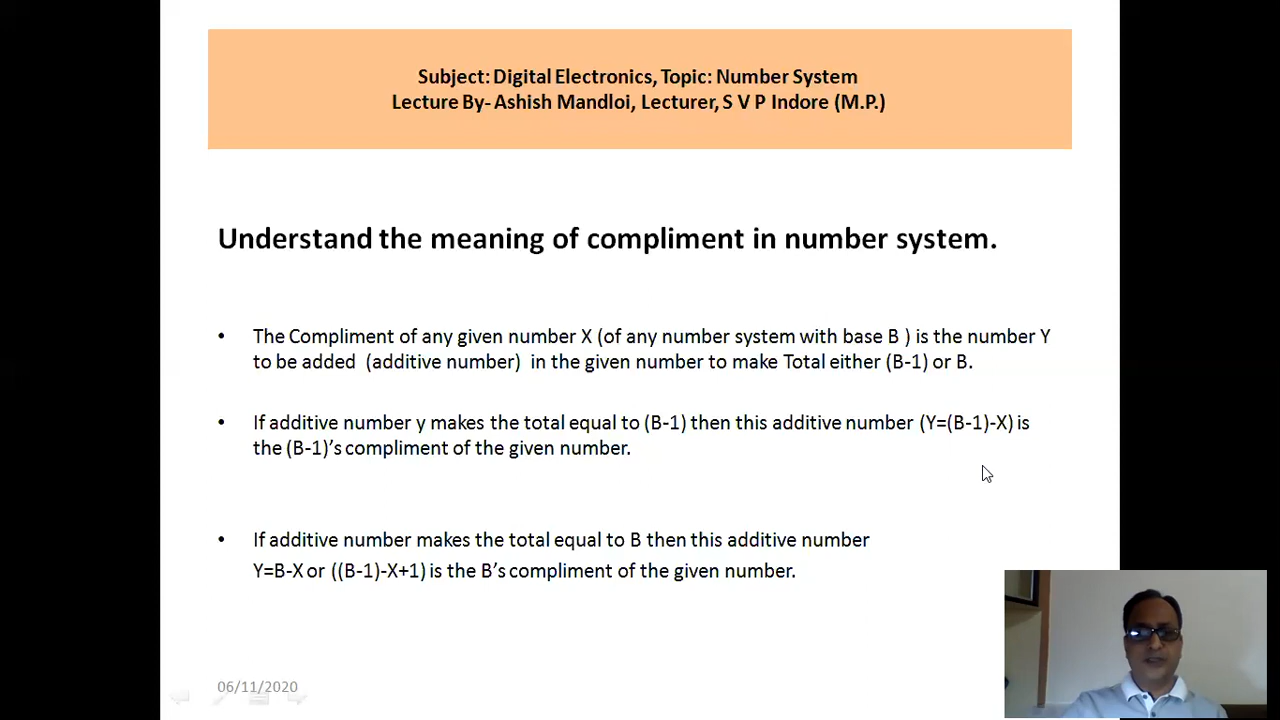 Subject: Digital Electronics, Topic: Number System
Lecture By- Ashish Mandloi, Lecturer, S V P Indore (M.P.)
Understand the meaning of compliment in number system.
• The Compliment of any given number X (of any number system with base B ) is the number Y
to be added (additive number) in the given number to make Total either (B-1) or B.
• If additive number y makes the total equal to (B-1) then this additive number (Y=(B-1)-X) is
the (B-1)'s compliment of the given number.
• If additive number makes the total equal to B then this additive number
Y=B-X or ((B-1)-X+1) is the B's compliment of the given number.
06/11/2020